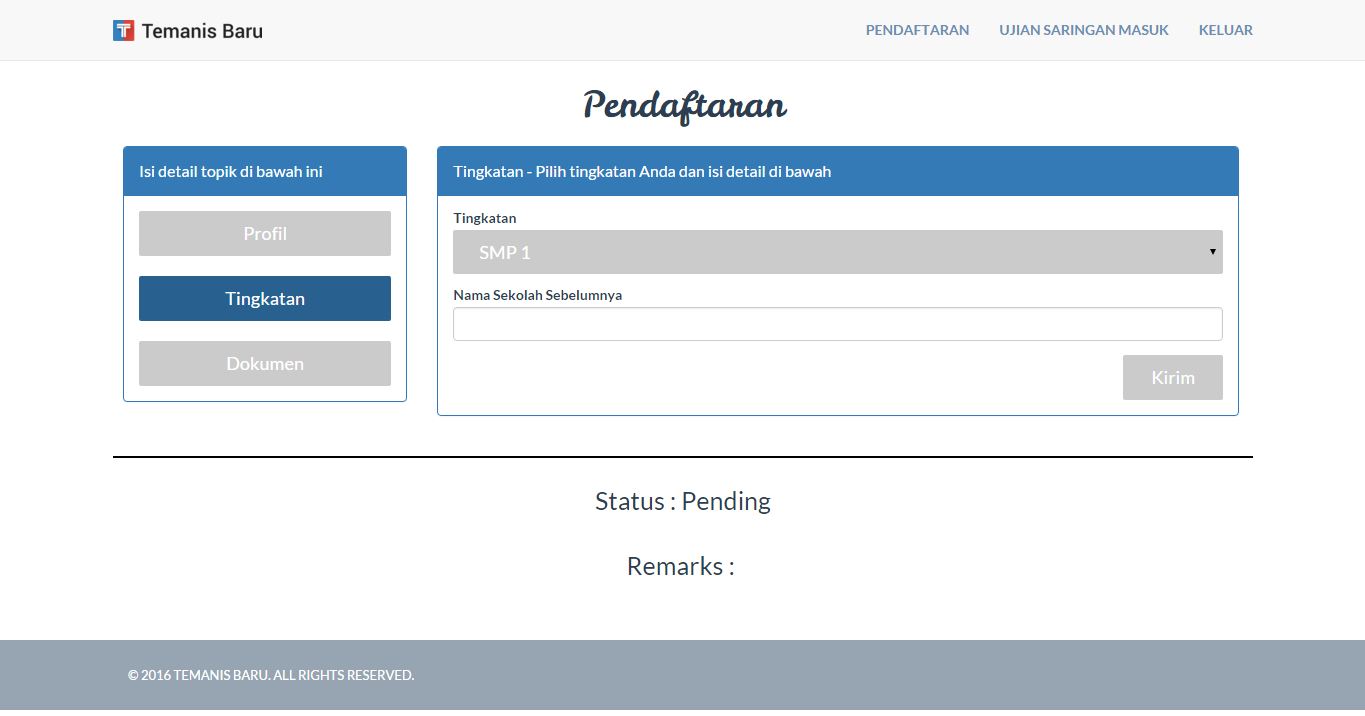 Temanis Baru
PENDAFTARAN
UJIAN SARINGAN MASUK
KELUAR
Pendaftaran
Isi detail topik di bawah ini
Profil
Tingkatan
Dokumen
Tingkatan - Pilih tingkatan Anda dan isi detail di bawah
Tingkatan
SMP 1
Nama Sekolah Sebelumnya
Kirim
Status : Pending
Remarks :
© 2016 TEMANIS BARU. ALL RIGHTS RESERVED.